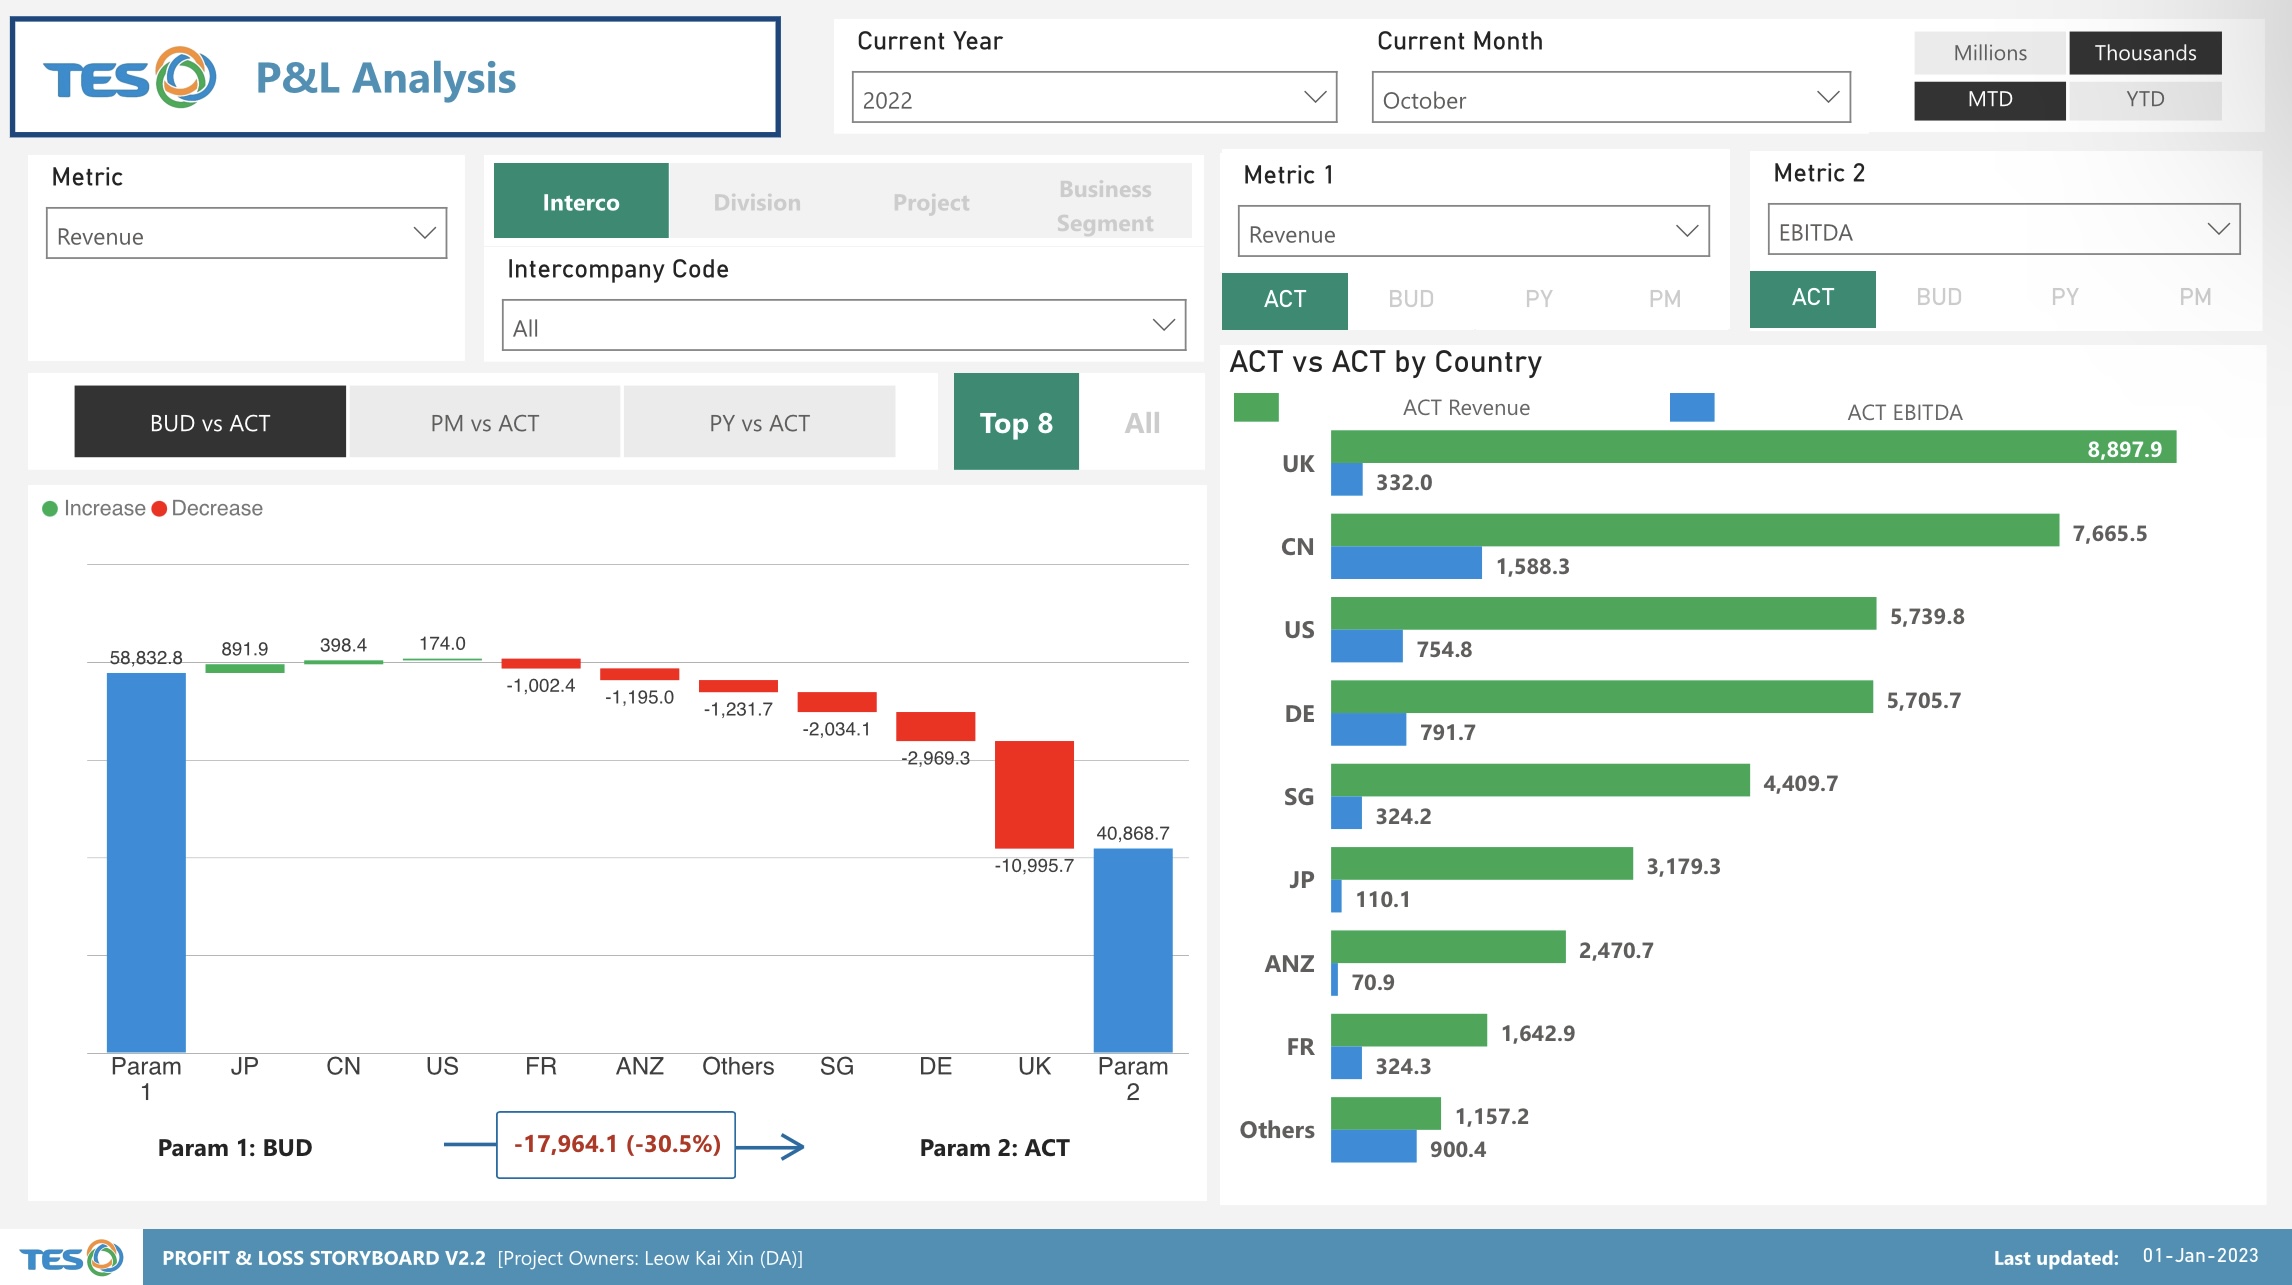 TES P&L Analysis
Current Year
2022
Current Month
October
Millions
Thousands
MTD
YTD
Metric
Revenue
Interco
Division
Project
Business
Segment
Intercompany Code
All
Metric 1
Revenue
ACT
BUD
PY
PM
Metric 2
EBITDA
ACT
BUD
PY
PM
BUD vs ACT
PM vs ACT
PY vs ACT
Top 8
All
Increase
Decrease
58,832.8
891.9
398.4
174.0
-1,002.4
-1,195.0
-1,231.7
-2,034.1
-2,969.3
-10,995.7
40,868.7
Param
1
JP
CN
US
FR
ANZ
Others
SG
DE
UK
Param
2
Param 1: BUD
-17,964.1 (-30.5%)
Param 2: ACT
ACT vs ACT by Country
ACT Revenue
ACT EBITDA
UK
8,897.9
332.0
CN
7,665.5
1,588.3
US
5,739.8
754.8
DE
5,705.7
791.7
SG
4,409.7
324.2
JP
3,179.3
110.1
ANZ
2,470.7
70.9
FR
1,642.9
324.3
Others
1,157.2
900.4
TES
PROFIT & LOSS STORYBOARD V2.2 [Project Owners: Leow Kai Xin (DA)]
Last updated: 01-Jan-2023